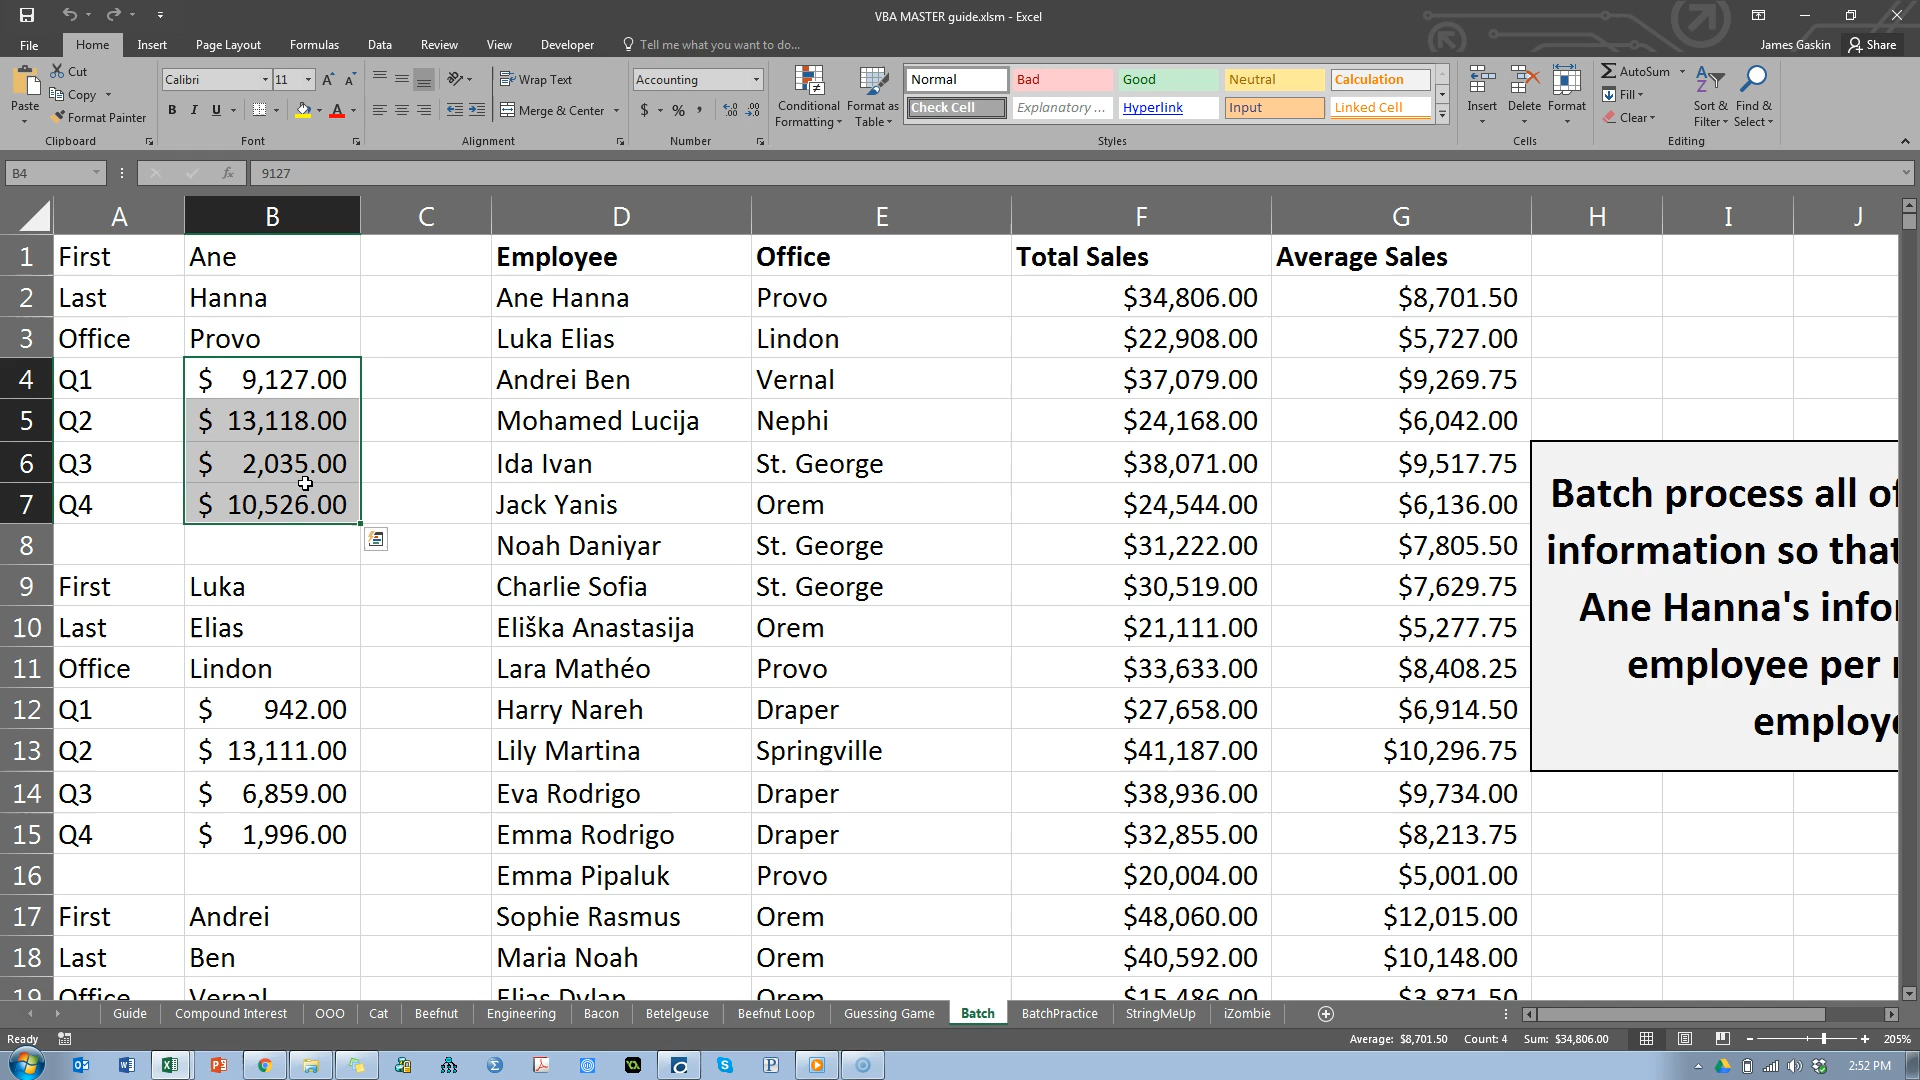 VBA MASTER guide.xlsm - Excel
File Home Insert Page Layout Formulas Data Review View Developer Tell me what you want to do... James Gaskin Share
Paste Cut Copy Format Painter Clipboard
Calibri 11 B I U A Font
Wrap Text Merge & Center Alignment
Accounting $ % , Number
Conditional Formatting Format as Table
Normal Bad Good Neutral Calculation
Check Cell Explanatory ... Hyperlink Input Linked Cell
Styles
Insert Delete Format Cells
AutoSum Fill Clear Sort & Filter Find & Select Editing
B4 fx 9127
A B C D E F G H I J
1 First Ane Employee Office Total Sales Average Sales
2 Last Hanna Ane Hanna Provo $34,806.00 $8,701.50
3 Office Provo Luka Elias Lindon $22,908.00 $5,727.00
4 Q1 $ 9,127.00 Andrei Ben Vernal $37,079.00 $9,269.75
5 Q2 $ 13,118.00 Mohamed Lucija Nephi $24,168.00 $6,042.00
6 Q3 $ 2,035.00 Ida Ivan St. George $38,071.00 $9,517.75
7 Q4 $ 10,526.00 Jack Yanis Orem $24,544.00 $6,136.00
8 Noah Daniyar St. George $31,222.00 $7,805.50
9 First Luka Charlie Sofia St. George $30,519.00 $7,629.75
10 Last Elias Eliška Anastasija Orem $21,111.00 $5,277.75
11 Office Lindon Lara Mathéo Provo $33,633.00 $8,408.25
12 Q1 $ 942.00 Harry Nareh Draper $27,658.00 $6,914.50
13 Q2 $ 13,111.00 Lily Martina Springville $41,187.00 $10,296.75
14 Q3 $ 6,859.00 Eva Rodrigo Draper $38,936.00 $9,734.00
15 Q4 $ 1,996.00 Emma Rodrigo Draper $32,855.00 $8,213.75
16 Emma Pipaluk Provo $20,004.00 $5,001.00
17 First Andrei Sophie Rasmus Orem $48,060.00 $12,015.00
18 Last Ben Maria Noah Orem $40,592.00 $10,148.00
19 Office Vernal Elias Dylan Orem $15,486.00 $3,871.50
Batch process all of
information so that
Ane Hanna's infor
employee per
employe
Guide Compound Interest OOO Cat Beefnut Engineering Bacon Betelgeuse Beefnut Loop Guessing Game Batch BatchPractice StringMeUp iZombie
Ready Average: $8,701.50 Count: 4 Sum: $34,806.00 205%
2:52 PM